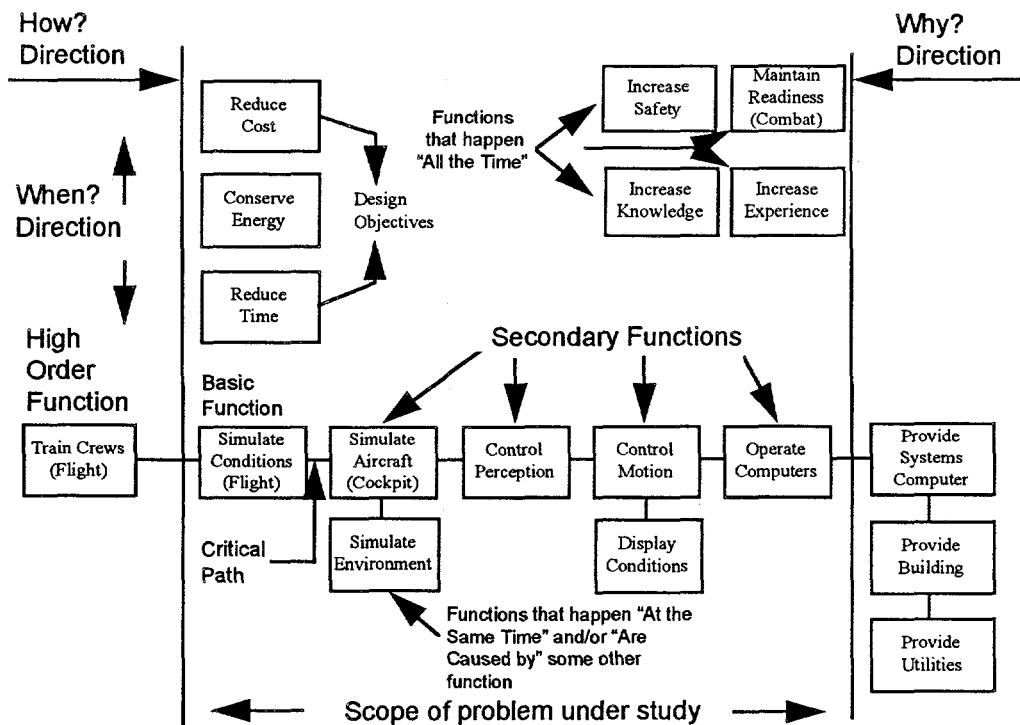 How?
Direction
Why?
Direction
Reduce
Cost
Functions
that happen
“All the Time”
Increase
Safety
Maintain
Readiness
(Combat)
When?
Direction
Conserve
Energy
Design
Objectives
Increase
Knowledge
Increase
Experience
Reduce
Time
High
Order
Function
Secondary Functions
Basic
Function
Train Crews
(Flight)
Simulate
Conditions
(Flight)
Simulate
Aircraft
(Cockpit)
Control
Perception
Control
Motion
Operate
Computers
Provide
Systems
Computer
Critical
Path
Simulate
Environment
Display
Conditions
Provide
Building
Functions that happen “At the
Same Time” and/or “Are
Caused by” some other
function
Provide
Utilities
Scope of problem under study